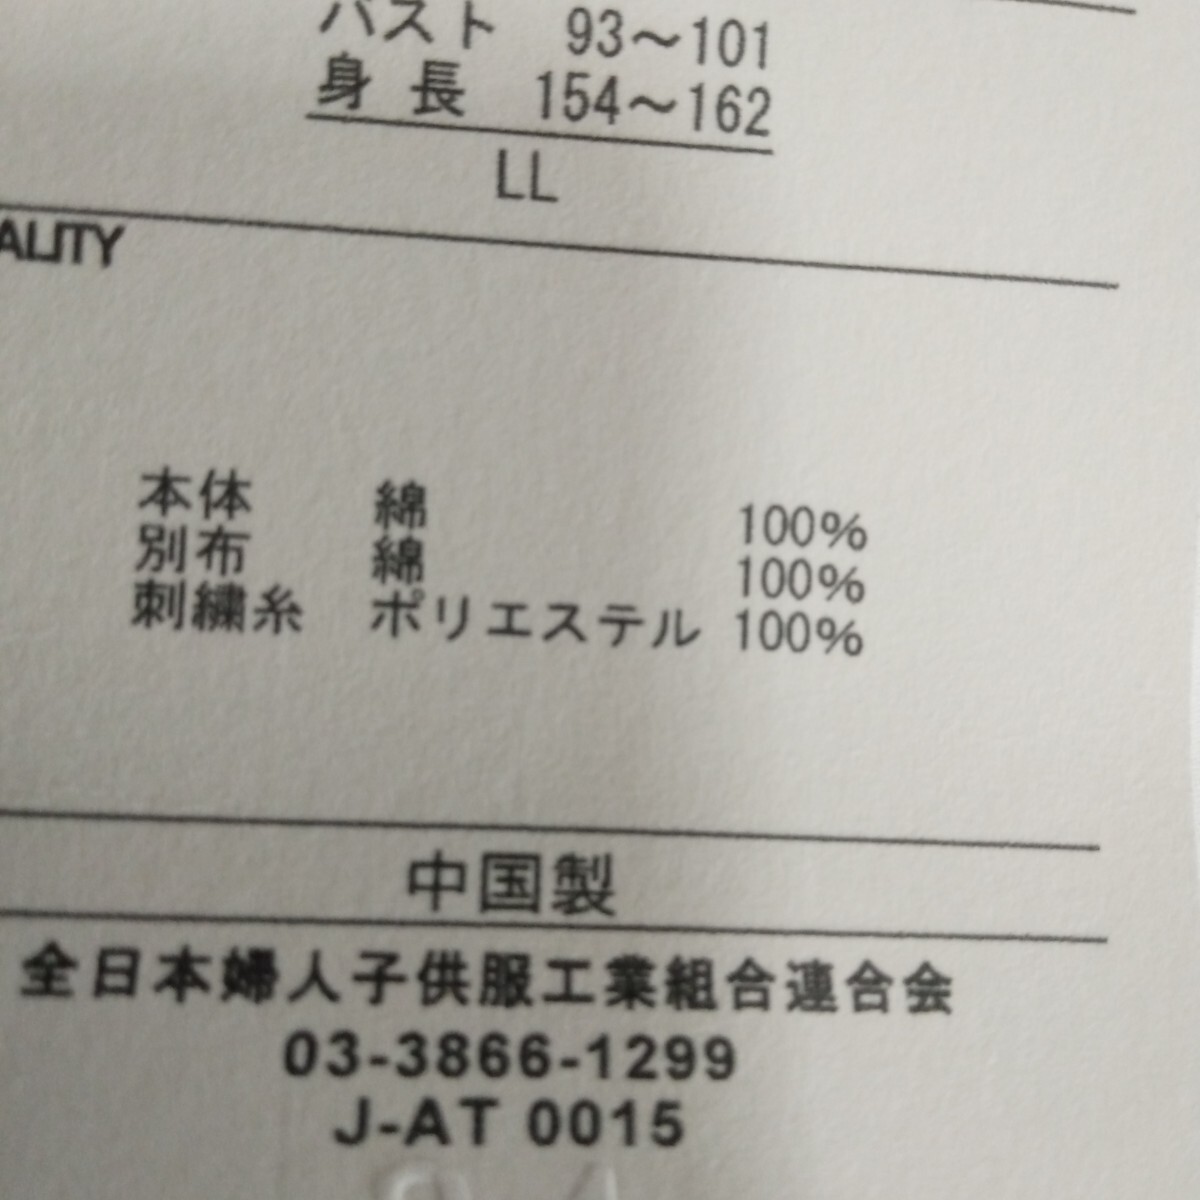 バスト 93～101
身長 154～162
LL
ALITY
本体 綿 100%
別布 綿 100%
刺繍糸 ポリエステル 100%
中国製
全日本婦人子供服工業組合連合会
03-3866-1299
J-AT 0015